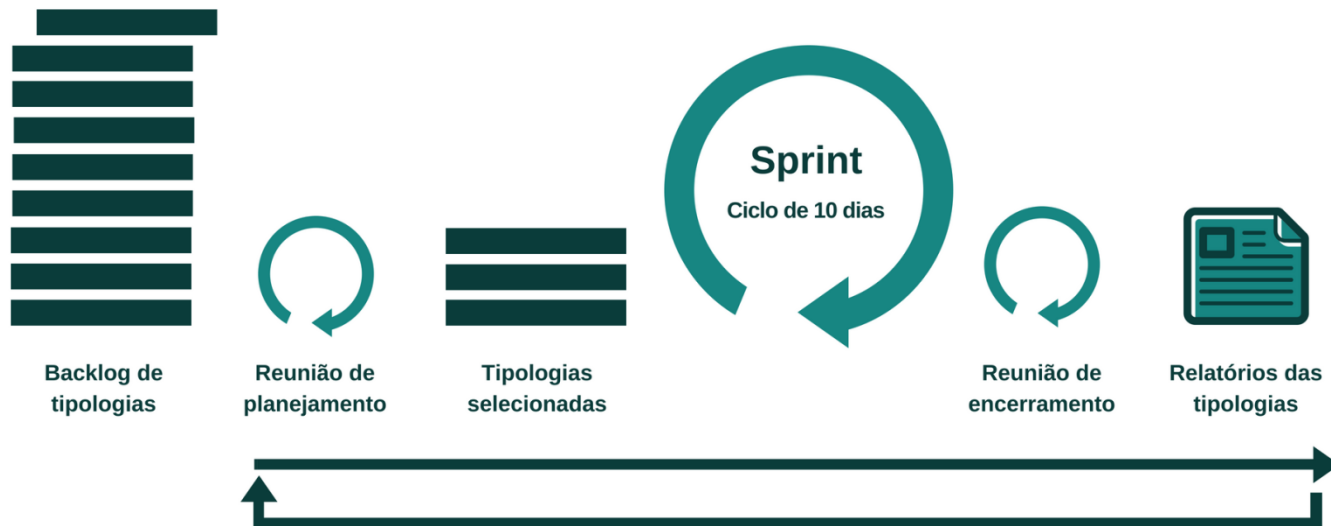 Sprint
Ciclo de 10 dias
Backlog de
tipologias
Reunião de
planejamento
Tipologias
selecionadas
Reunião de
encerramento
Relatórios das
tipologias